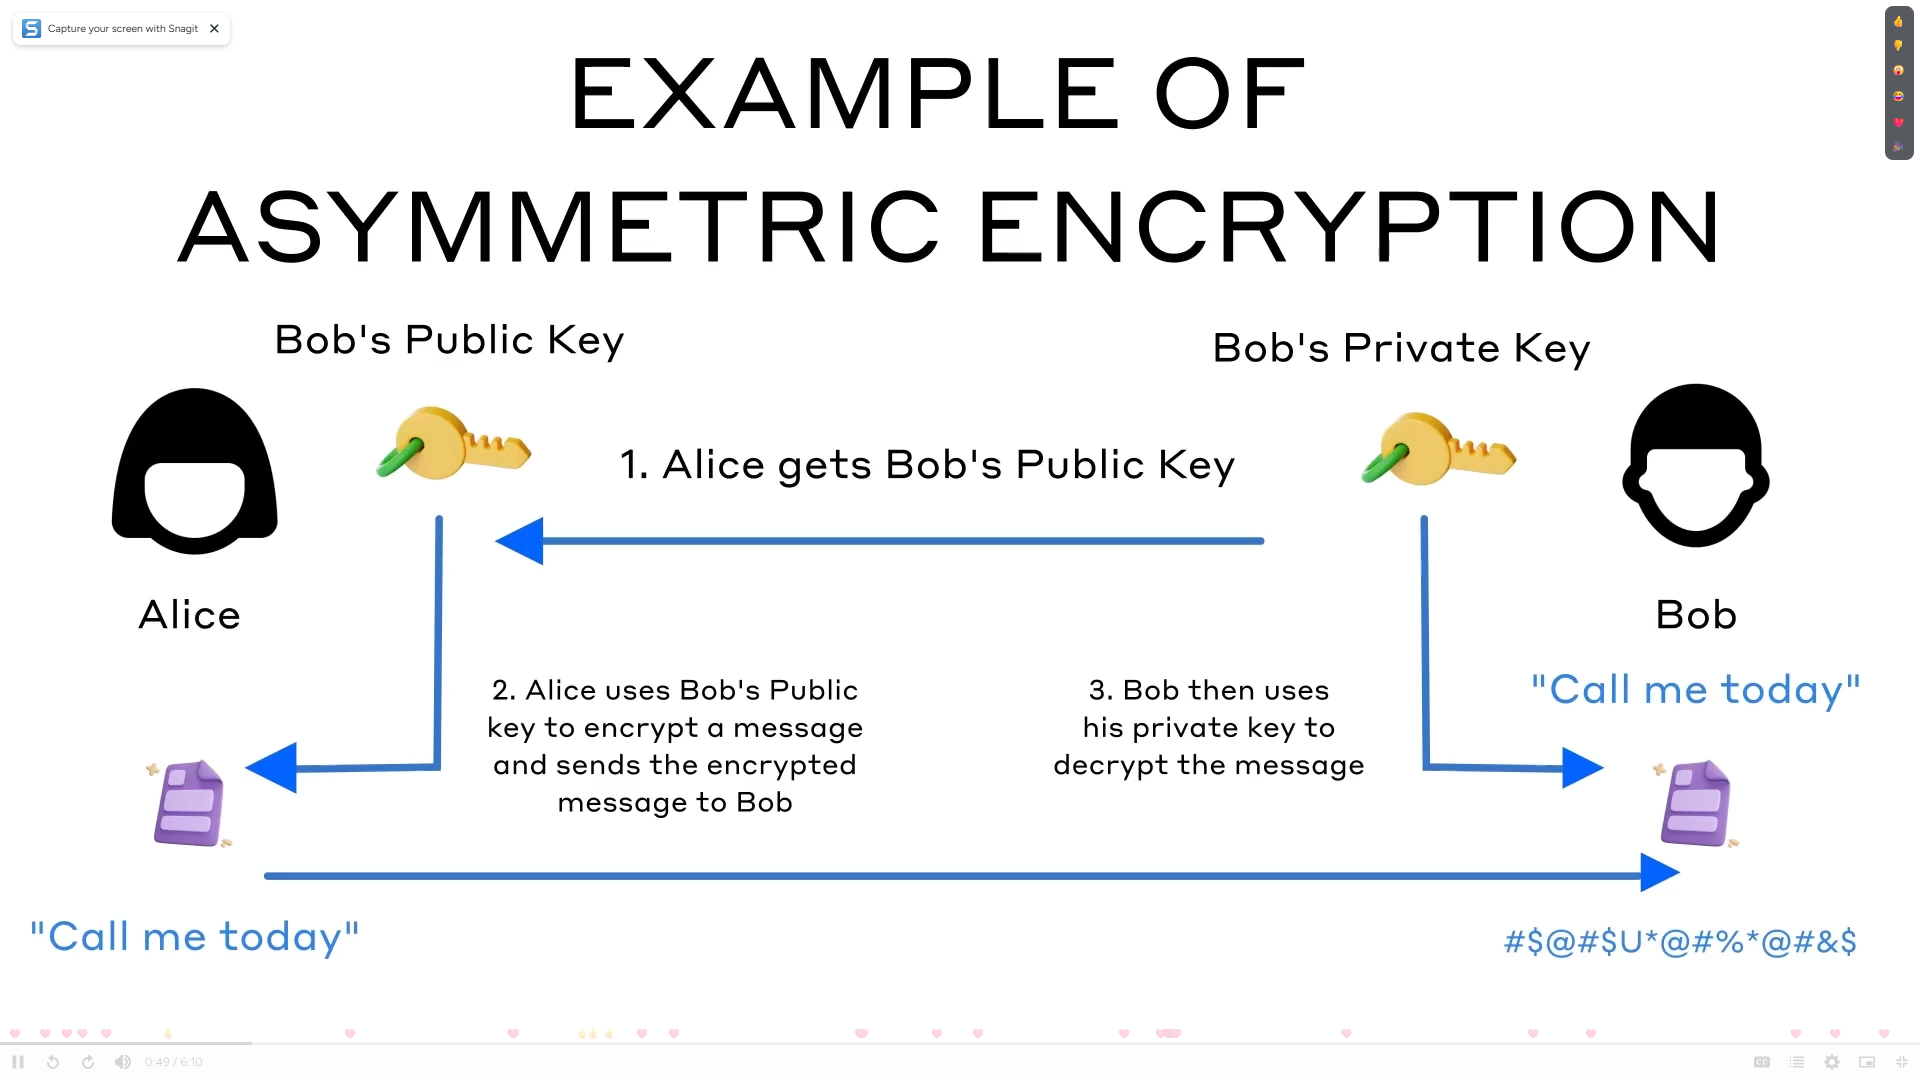 Capture your screen with Snagit
EXAMPLE OF
ASYMMETRIC ENCRYPTION
Bob's Public Key
Bob's Private Key
1. Alice gets Bob's Public Key
Alice
Bob
2. Alice uses Bob's Public
key to encrypt a message
and sends the encrypted
message to Bob
3. Bob then uses
his private key to
decrypt the message
"Call me today"
"Call me today"
#$@#$U*@#%*@#&$
0:49 / 6:10
CC